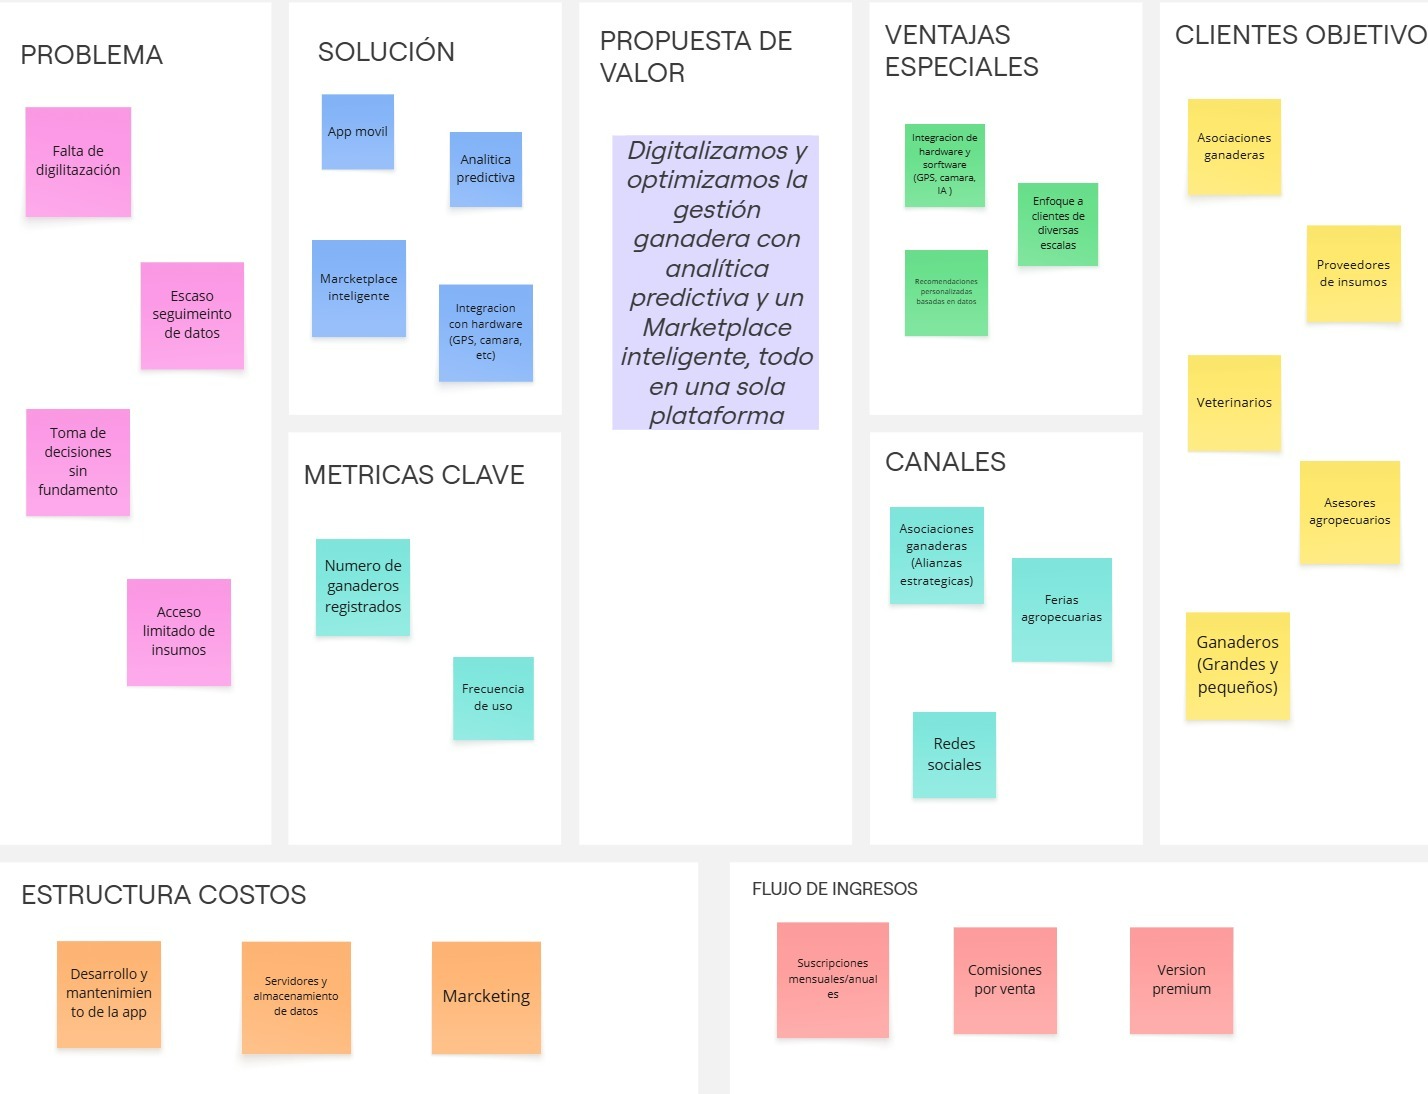 PROBLEMA
Falta de
digilitazación
Escaso
seguimeinto
de datos
Toma de
decisiones
sin
fundamento
Acceso
limitado de
insumos
SOLUCIÓN
App movil
Analitica
predictiva
Marcketplace
inteligente
Integracion
con hardware
(GPS, camara,
etc)
METRICAS CLAVE
Numero de
ganaderos
registrados
Frecuencia
de uso
PROPUESTA DE
VALOR
Digitalizamos y
optimizamos la
gestión
ganadera con
analítica
predictiva y un
Marketplace
inteligente, todo
en una sola
plataforma
VENTAJAS
ESPECIALES
Integracion de
hardware y
sorftware
(GPS, camara,
IA )
Enfoque a
clientes de
diversas
escalas
Recomendaciones
personalizadas
basadas en datos
CANALES
Asociaciones
ganaderas
(Alianzas
estrategicas)
Ferias
agropecuarias
Redes
sociales
CLIENTES OBJETIVO
Asociaciones
ganaderas
Proveedores
de insumos
Veterinarios
Asesores
agropecuarios
Ganaderos
(Grandes y
pequeños)
ESTRUCTURA COSTOS
Desarrollo y
mantenimien
to de la app
Servidores y
almacenamiento
de datos
Marcketing
FLUJO DE INGRESOS
Suscripciones
mensuales/anual
es
Comisiones
por venta
Version
premium